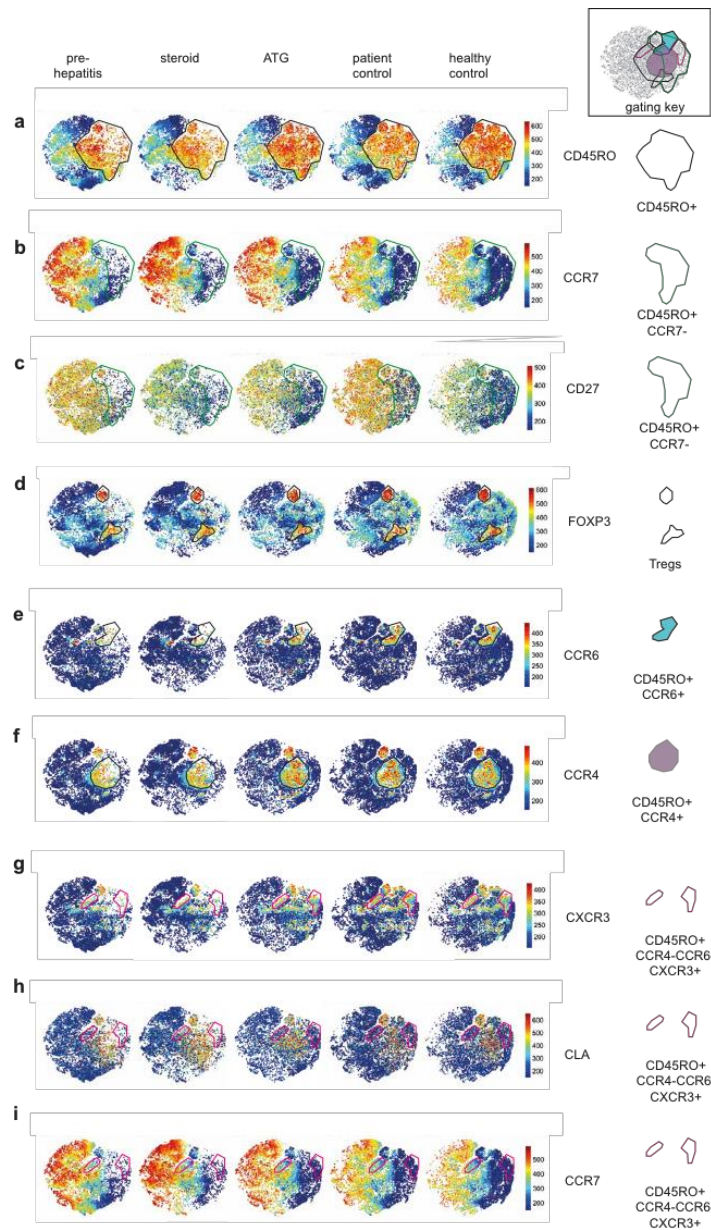 pre-
hepatitis
steroid
ATG
patient
control
healthy
control
gating key
a
600
500
400
300
200
CD45RO
CD45RO+
b
500
400
300
200
CCR7
CD45RO+
CCR7-
c
500
400
300
200
CD27
CD45RO+
CCR7-
d
600
500
400
300
200
FOXP3
Tregs
e
400
350
300
250
200
CCR6
CD45RO+
CCR6+
f
400
300
200
CCR4
CD45RO+
CCR4+
g
400
350
300
250
200
CXCR3
CD45RO+
CCR4-CCR6
CXCR3+
h
600
500
400
300
200
CLA
CD45RO+
CCR4-CCR6
CXCR3+
i
500
400
300
200
CCR7
CD45RO+
CCR4-CCR6
CXCR3+